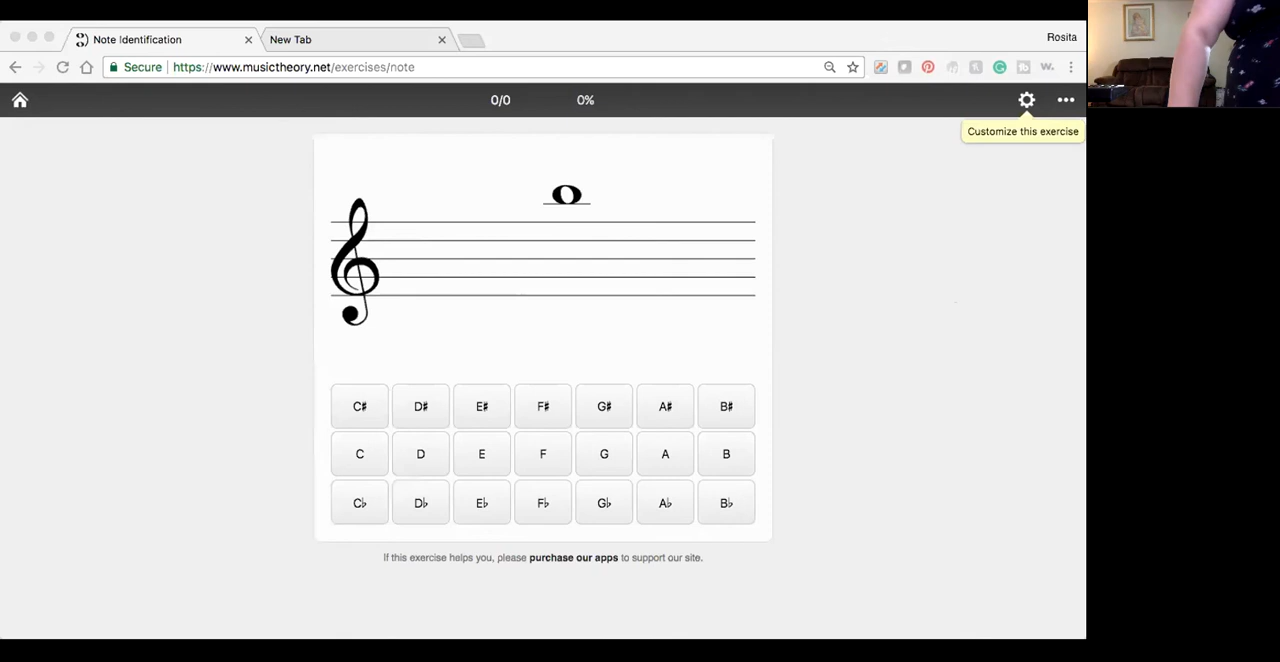 Note Identification
New Tab
Rosita
Secure | https://www.musictheory.net/exercises/note
0/0 0%
Customize this exercise
C♯ D♯ E♯ F♯ G♯ A♯ B♯
C D E F G A B
C♭ D♭ E♭ F♭ G♭ A♭ B♭
If this exercise helps you, please purchase our apps to support our site.